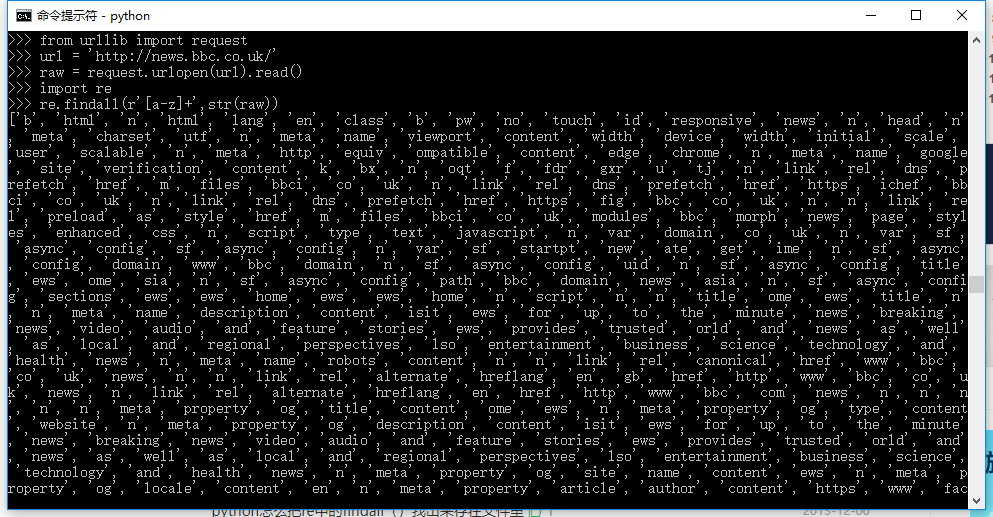 命令提示符 - python
>>> from urllib import request
>>> url = 'http://news.bbc.co.uk/'
>>> raw = request.urlopen(url).read()
>>> import re
>>> re.findall(r'[a-z]+',str(raw))
['b', 'html', 'n', 'html', 'lang', 'en', 'class', 'b', 'pw', 'no', 'touch', 'id', 'responsive', 'news', 'n', 'head', 'n'
, 'meta', 'charset', 'utf', 'n', 'meta', 'name', 'viewport', 'content', 'width', 'device', 'width', 'initial', 'scale',
'user', 'scalable', 'n', 'meta', 'http', 'equiv', 'ompatible', 'content', 'edge', 'chrome', 'n', 'meta', 'name', 'google
', 'site', 'verification', 'content', 'k', 'bx', 'n', 'oqt', 'f', 'fdr', 'gxr', 'u', 'tj', 'n', 'link', 'rel', 'dns', 'p
refetch', 'href', 'm', 'files', 'bbci', 'co', 'uk', 'n', 'link', 'rel', 'dns', 'prefetch', 'href', 'https', 'ichef', 'bb
ci', 'co', 'uk', 'n', 'link', 'rel', 'dns', 'prefetch', 'href', 'https', 'fig', 'bbc', 'co', 'uk', 'n', 'n', 'link', 're
l', 'preload', 'as', 'style', 'href', 'm', 'files', 'bbci', 'co', 'uk', 'modules', 'bbc', 'morph', 'news', 'page', 'styl
es', 'enhanced', 'css', 'n', 'script', 'type', 'text', 'javascript', 'n', 'var', 'domain', 'co', 'uk', 'n', 'var', 'sf',
'async', 'config', 'sf', 'async', 'config', 'n', 'var', 'sf', 'startpt', 'new', 'ate', 'get', 'ime', 'n', 'sf', 'async'
, 'config', 'domain', 'www', 'bbc', 'domain', 'n', 'sf', 'async', 'config', 'uid', 'n', 'sf', 'async', 'config', 'title'
, 'ews', 'ome', 'sia', 'n', 'sf', 'async', 'config', 'path', 'bbc', 'domain', 'news', 'asia', 'n', 'sf', 'async', 'confi
g', 'sections', 'ews', 'ews', 'home', 'ews', 'ews', 'home', 'n', 'script', 'n', 'n', 'title', 'ome', 'ews', 'title', 'n'
, 'n', 'meta', 'name', 'description', 'content', 'isit', 'ews', 'for', 'up', 'to', 'the', 'minute', 'news', 'breaking',
'news', 'video', 'audio', 'and', 'feature', 'stories', 'ews', 'provides', 'trusted', 'orld', 'and', 'news', 'as', 'well'
, 'as', 'local', 'and', 'regional', 'perspectives', 'lso', 'entertainment', 'business', 'science', 'technology', 'and',
'health', 'news', 'n', 'meta', 'name', 'robots', 'content', 'n', 'n', 'link', 'rel', 'canonical', 'href', 'www', 'bbc',
'co', 'uk', 'news', 'n', 'n', 'link', 'rel', 'alternate', 'hreflang', 'en', 'gb', 'href', 'http', 'www', 'bbc', 'co', 'u
k', 'news', 'n', 'link', 'rel', 'alternate', 'hreflang', 'en', 'href', 'http', 'www', 'bbc', 'com', 'news', 'n', 'n', 'n
', 'n', 'n', 'meta', 'property', 'og', 'title', 'content', 'ome', 'ews', 'n', 'meta', 'property', 'og', 'type', 'content
', 'website', 'n', 'meta', 'property', 'og', 'description', 'content', 'isit', 'ews', 'for', 'up', 'to', 'the', 'minute'
, 'news', 'breaking', 'news', 'video', 'audio', 'and', 'feature', 'stories', 'ews', 'provides', 'trusted', 'orld', 'and'
, 'news', 'as', 'well', 'as', 'local', 'and', 'regional', 'perspectives', 'lso', 'entertainment', 'business', 'science',
'technology', 'and', 'health', 'news', 'n', 'meta', 'property', 'og', 'site', 'name', 'content', 'ews', 'n', 'meta', 'p
roperty', 'og', 'locale', 'content', 'en', 'n', 'meta', 'property', 'article', 'author', 'content', 'https', 'www', 'fac